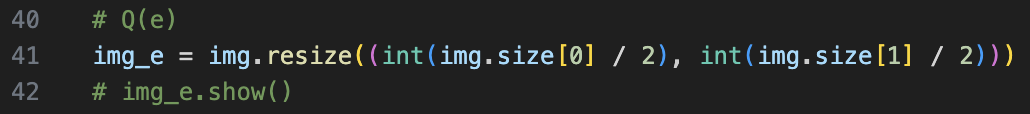 40 # Q(e)
41 img_e = img.resize((int(img.size[0] / 2), int(img.size[1] / 2)))
42 # img_e.show()